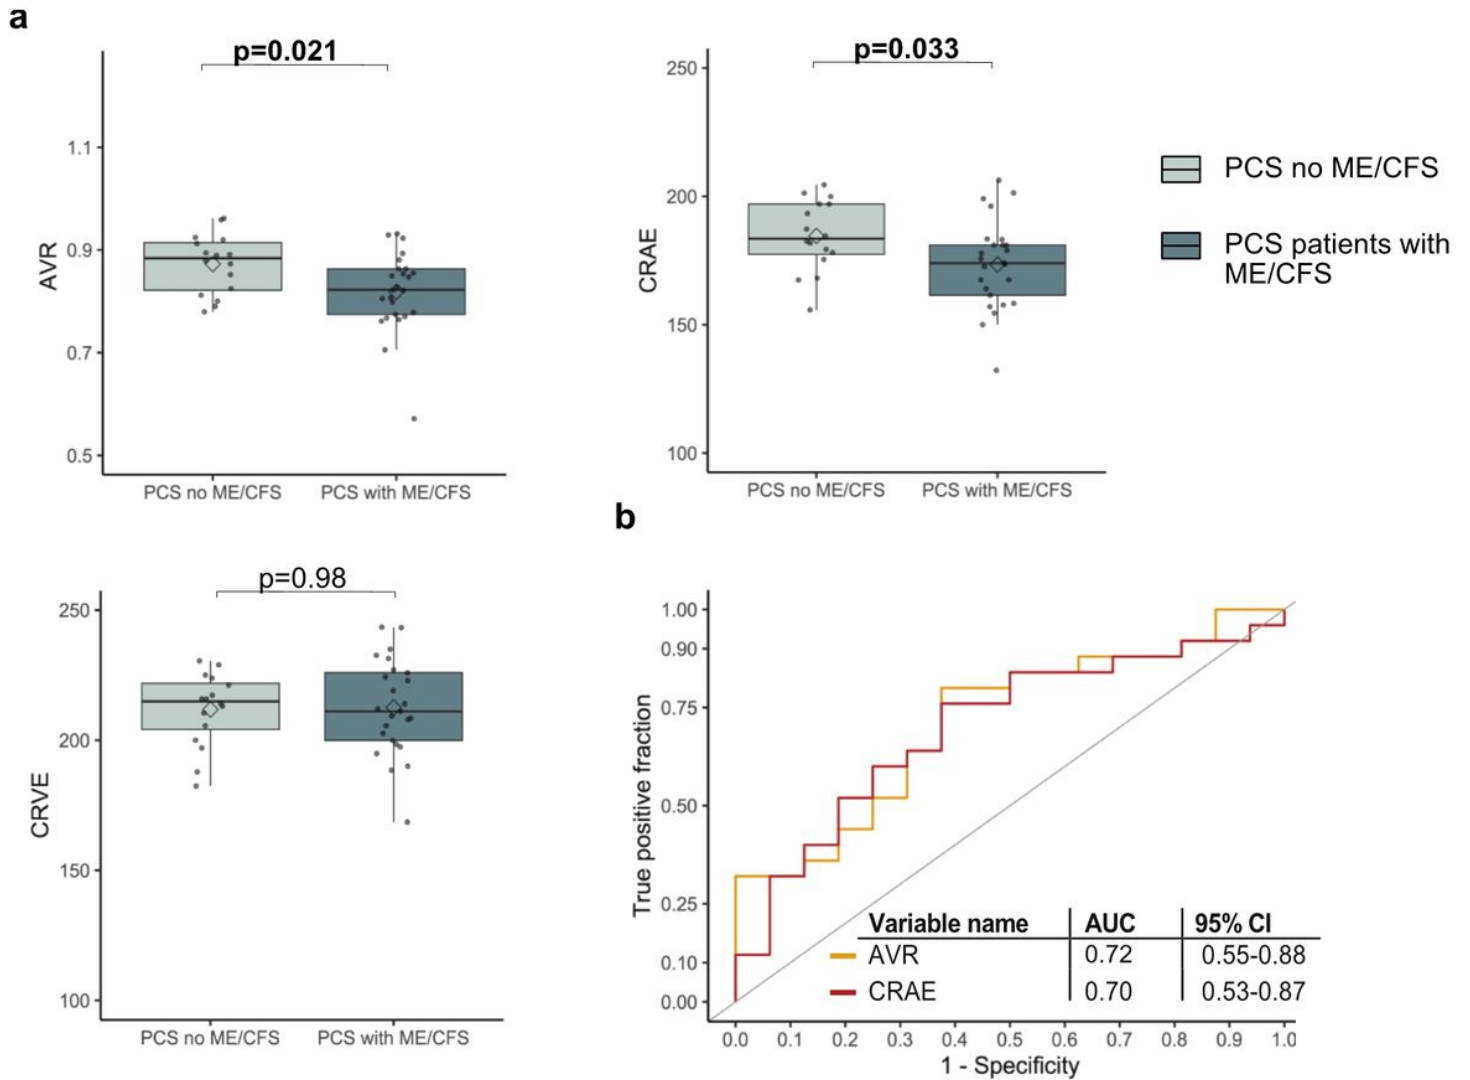 a
p=0.021
AVR
1.1
0.9
0.7
0.5
PCS no ME/CFS
PCS with ME/CFS
p=0.033
CRAE
250
200
150
100
PCS no ME/CFS
PCS with ME/CFS
PCS no ME/CFS
PCS patients with
ME/CFS
p=0.98
CRVE
250
200
150
100
PCS no ME/CFS
PCS with ME/CFS
b
True positive fraction
1.00
0.90
0.75
0.50
0.25
0.10
0.00
Variable name AUC 95% CI
AVR 0.72 0.55-0.88
CRAE 0.70 0.53-0.87
0.0 0.1 0.2 0.3 0.4 0.5 0.6 0.7 0.8 0.9 1.0
1 - Specificity